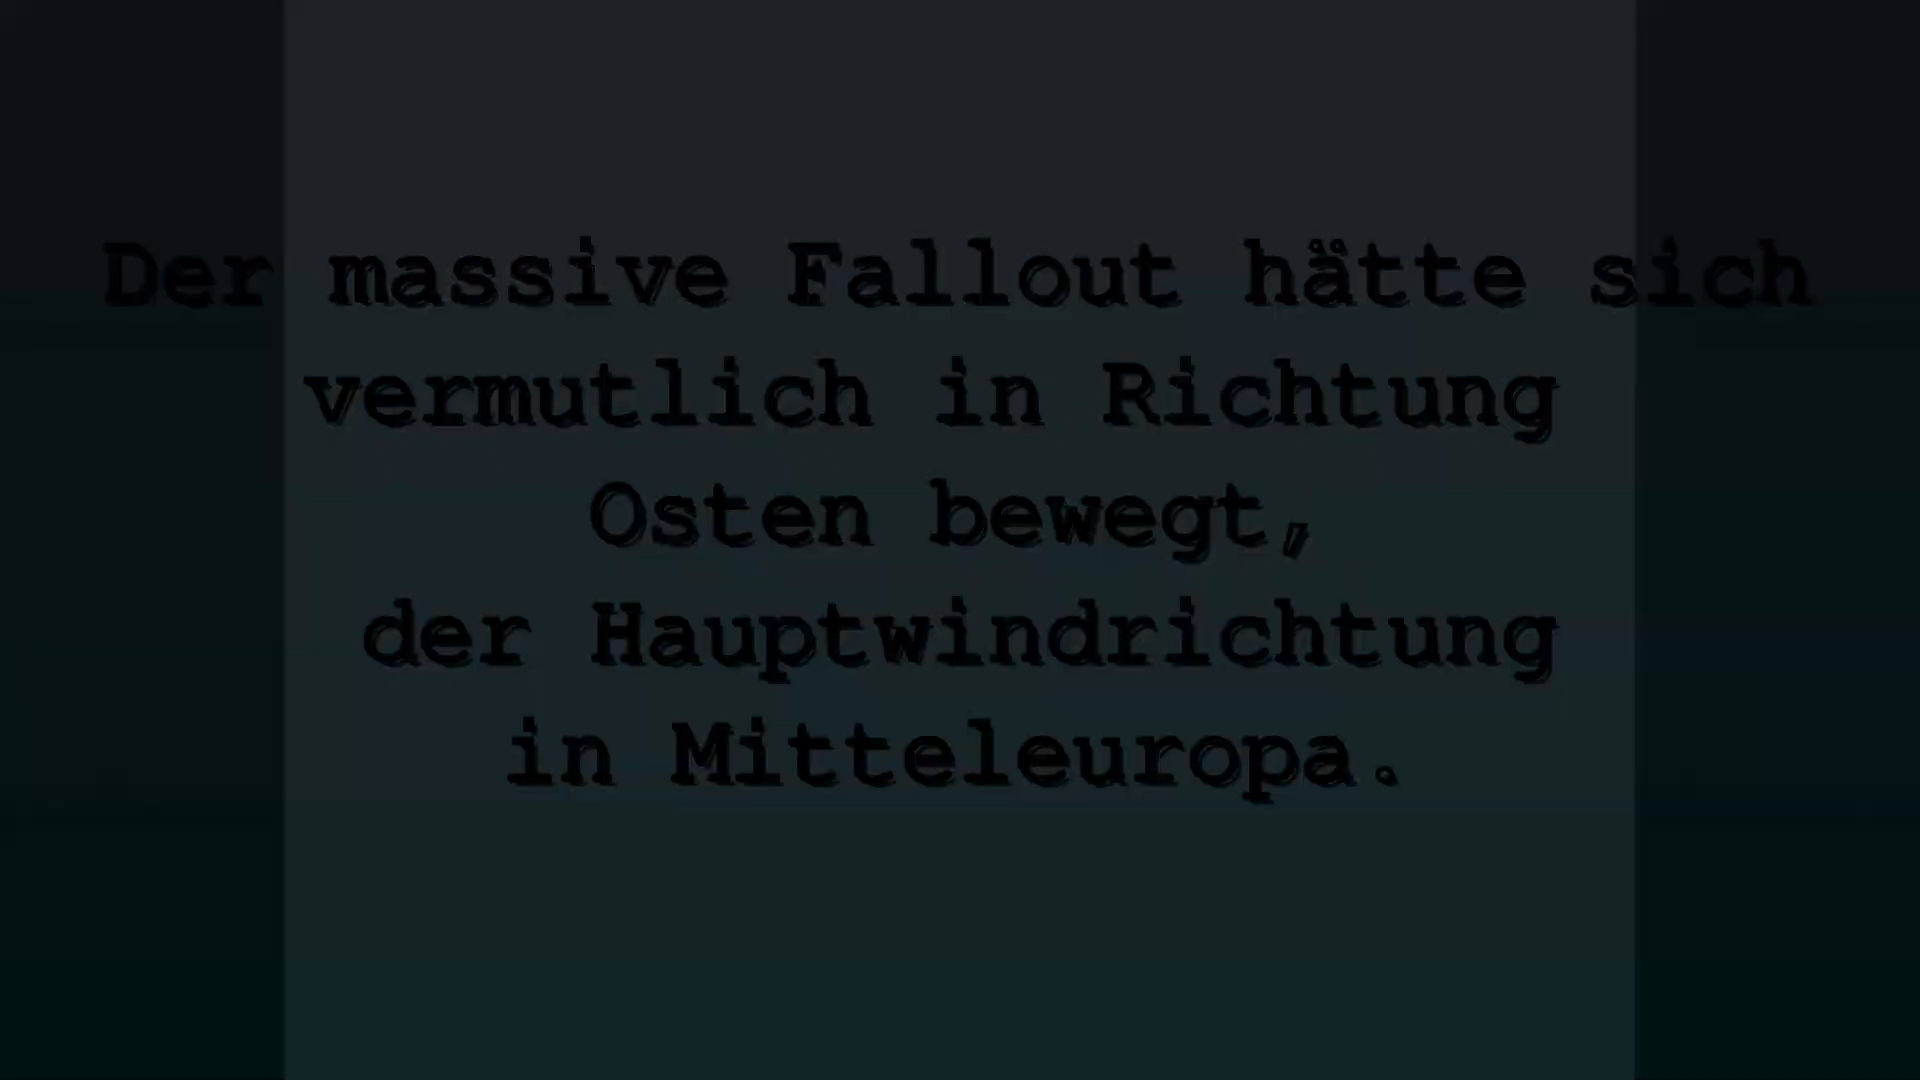 Der massive Fallout hätte sich
vermutlich in Richtung
Osten bewegt,
der Hauptwindrichtung
in Mitteleuropa.